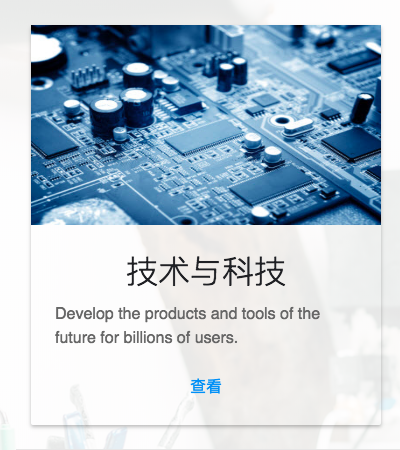 技术与科技
Develop the products and tools of the
future for billions of users.
查看